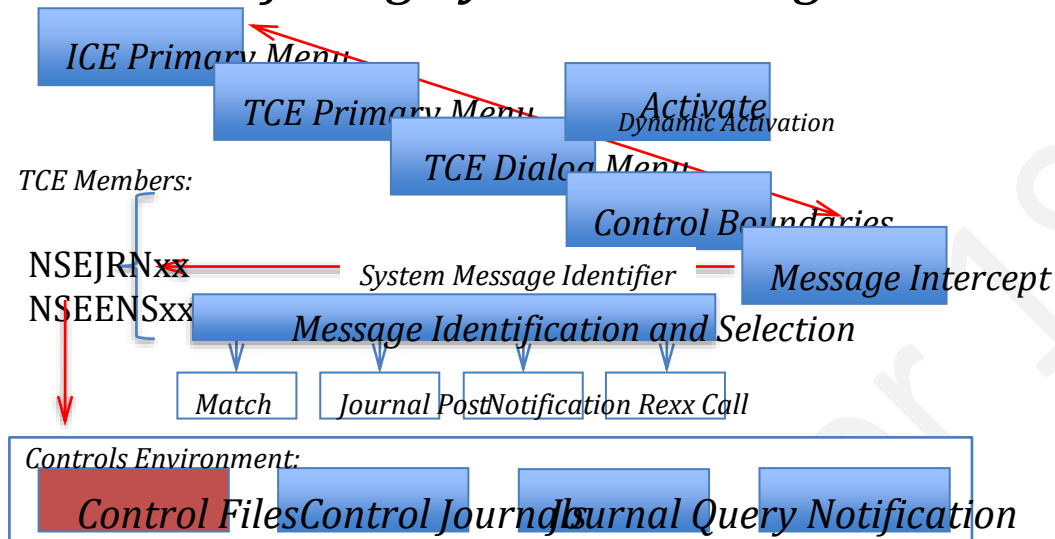 ICE Primary Menu
TCE Primary Menu
Activate
Dynamic Activation
TCE Dialog Menu
TCE Members:
Control Boundaries
NSEJRNxx
System Message Identifier
Message Intercept
NSEENSxx
Message Identification and Selection
Match
Journal Post
Notification
Rexx Call
Controls Environment:
Control Files
Control Journals
Journal Query
Notification